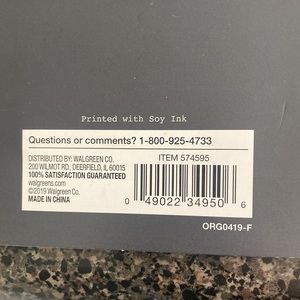 Printed with Soy Ink
Questions or comments? 1-800-925-4733
DISTRIBUTED BY: WALGREEN CO.
200 WILMOT RD., DEERFIELD, IL 60015
100% SATISFACTION GUARANTEED
walgreens.com
©2019 Walgreen Co.
MADE IN CHINA
ITEM 574595
0 49022 34950 6
ORG0419-F